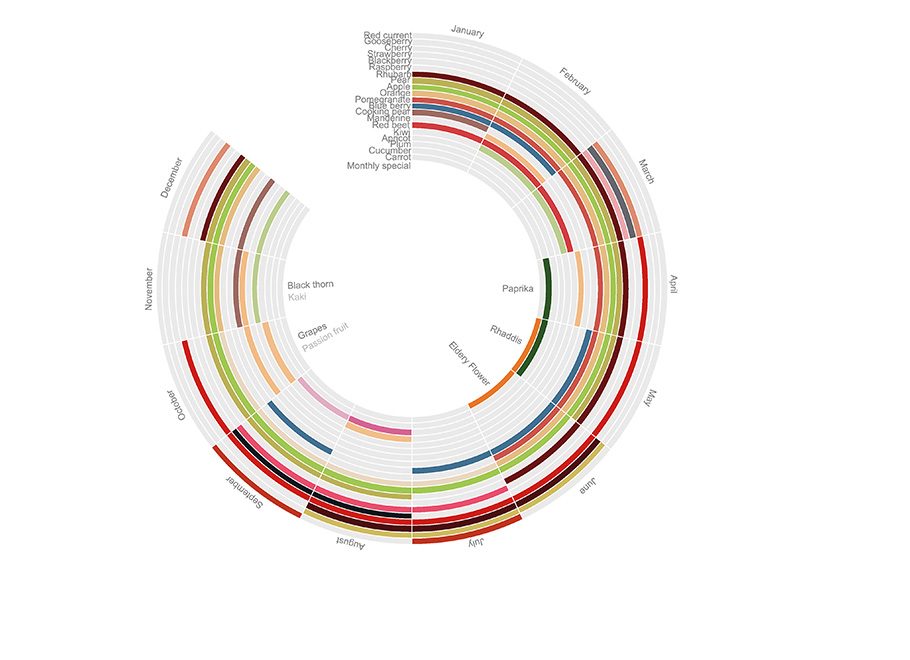 Red current
Gooseberry
Cherry
Strawberry
Blackberry
Raspberry
Rhubarb
Pear
Apple
Orange
Pomegranate
Blue berry
Cooking pear
Manderine
Red beet
Kiwi
Apricot
Plum
Cucumber
Carrot
Monthly special
January
February
March
April
May
June
July
August
September
October
November
December
Paprika
Rhaddis
Eldery Flower
Grapes
Passion fruit
Black thorn
Kaki